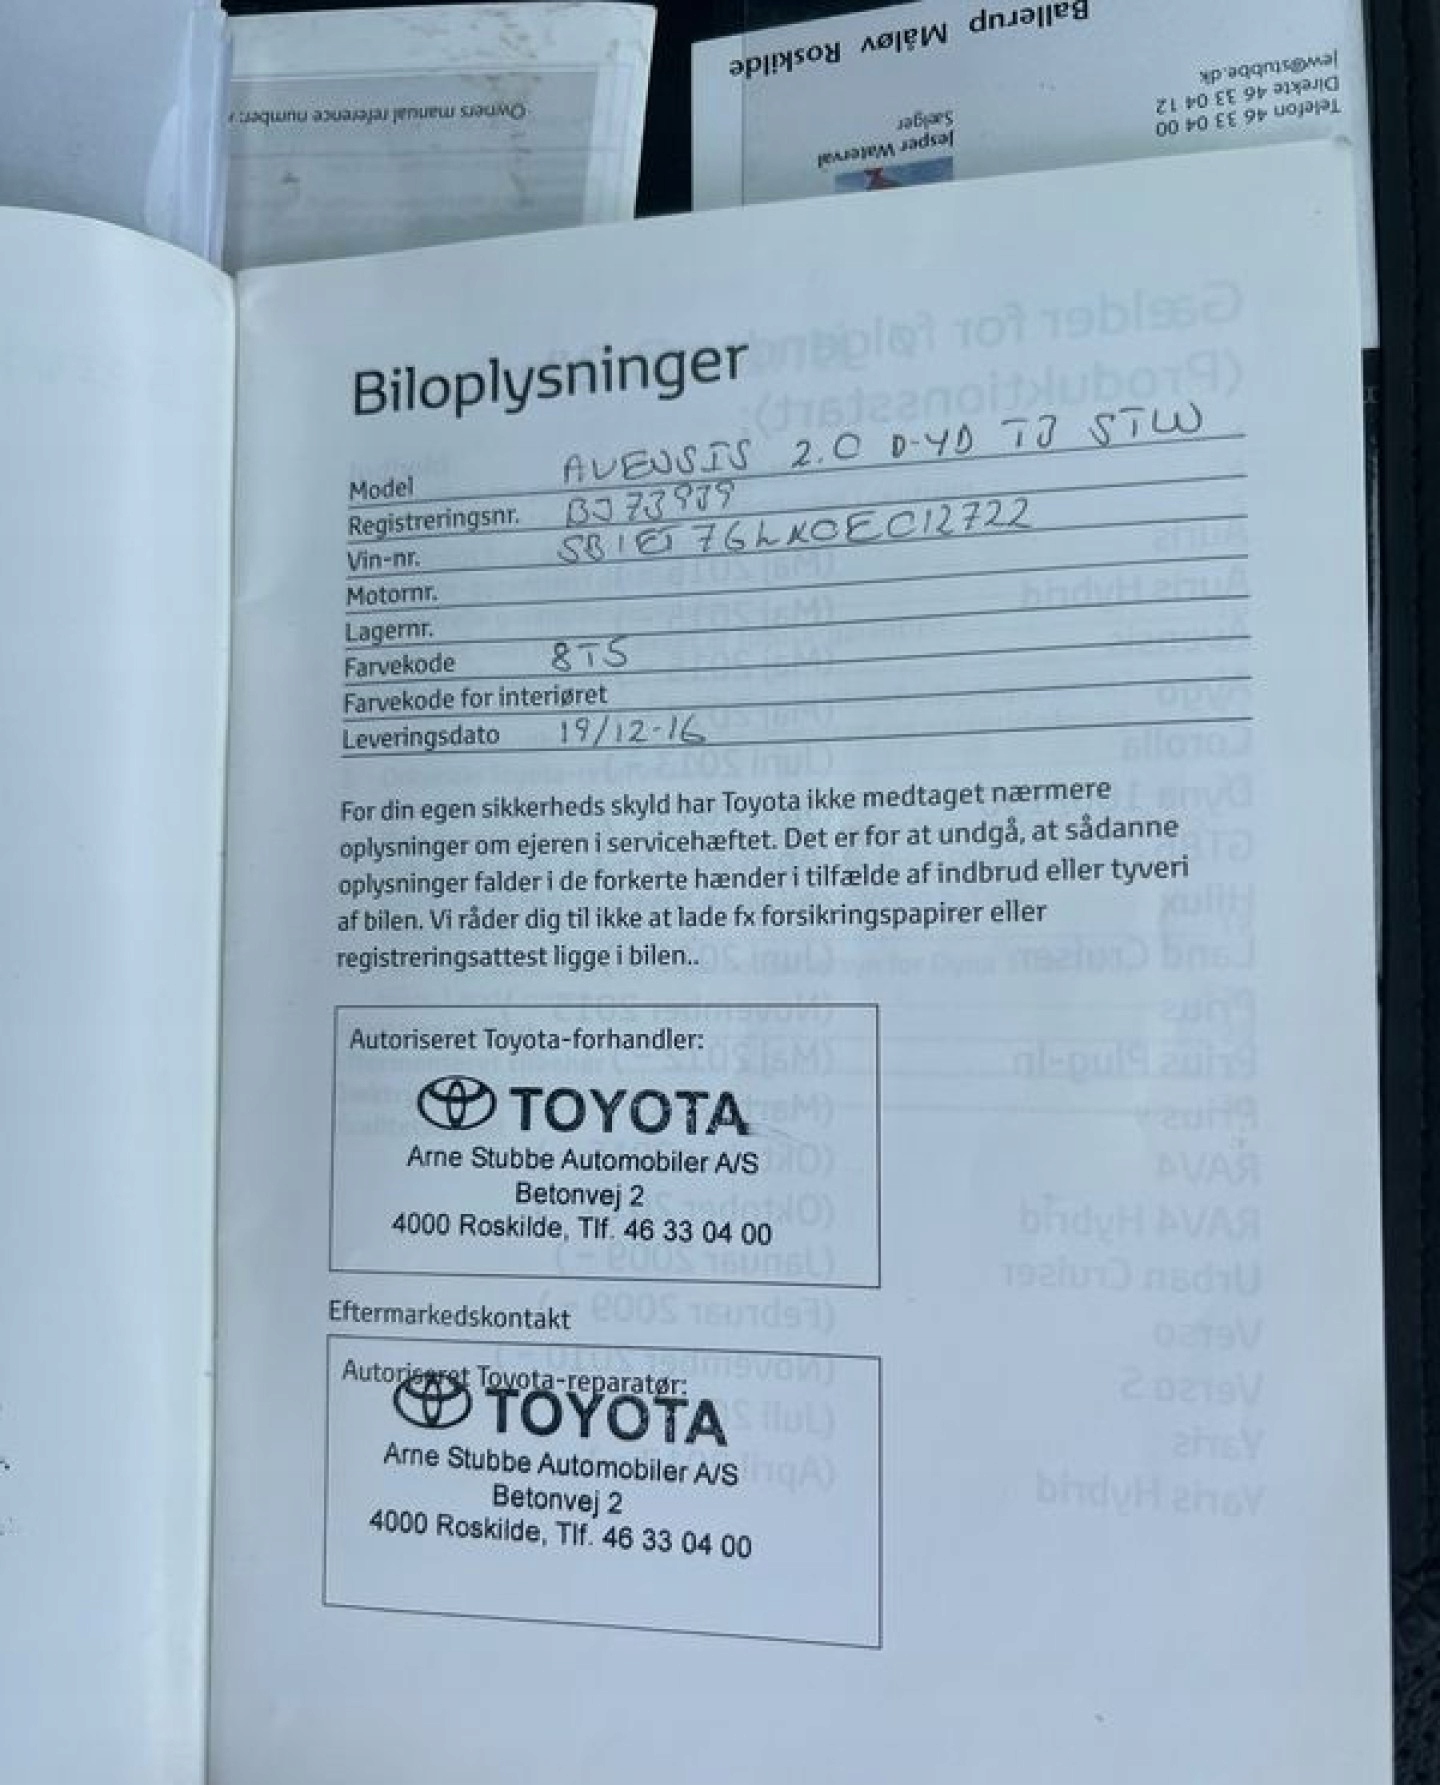 Owners manual reference number:
Ballerup Måløv Roskilde
Jesper Waterval
Sælger
Telefon 46 33 04 00
Direkte 46 33 04 12
jew@stubbe.dk
Biloplysninger
Model AVENSIS 2.0 D-4D T3 STW
Registreringsnr. BJ73939
Vin-nr.
Motornr.
Lagernr.
Farvekode 8T5
Farvekode for interiøret
Leveringsdato 19/12-16
For din egen sikkerheds skyld har Toyota ikke medtaget nærmere
oplysninger om ejeren i servicehæftet. Det er for at undgå, at sådanne
oplysninger falder i de forkerte hænder i tilfælde af indbrud eller tyveri
af bilen. Vi råder dig til ikke at lade fx forsikringspapirer eller
registreringsattest ligge i bilen..
Autoriseret Toyota-forhandler:
TOYOTA
Arne Stubbe Automobiler A/S
Betonvej 2
4000 Roskilde, Tlf. 46 33 04 00
Eftermarkedskontakt
Autoriseret Toyota-reparatør:
TOYOTA
Arne Stubbe Automobiler A/S
Betonvej 2
4000 Roskilde, Tlf. 46 33 04 00